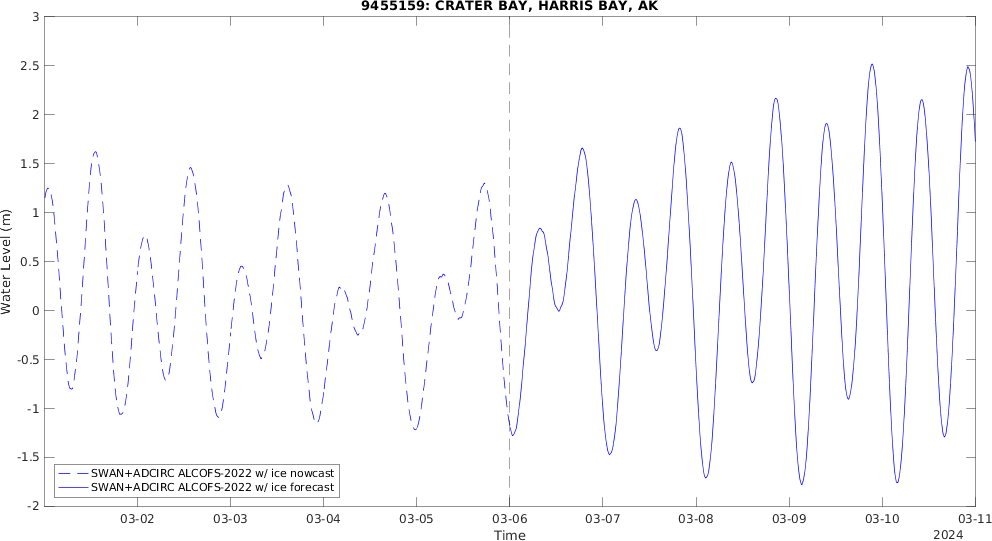 9455159: CRATER BAY, HARRIS BAY, AK
3
2.5
2
1.5
1
0.5
0
-0.5
-1
-1.5
-2
Water Level (m)
SWAN+ADCIRC ALCOFS-2022 w/ ice nowcast
SWAN+ADCIRC ALCOFS-2022 w/ ice forecast
03-02 03-03 03-04 03-05 03-06 03-07 03-08 03-09 03-10 03-11
Time
2024